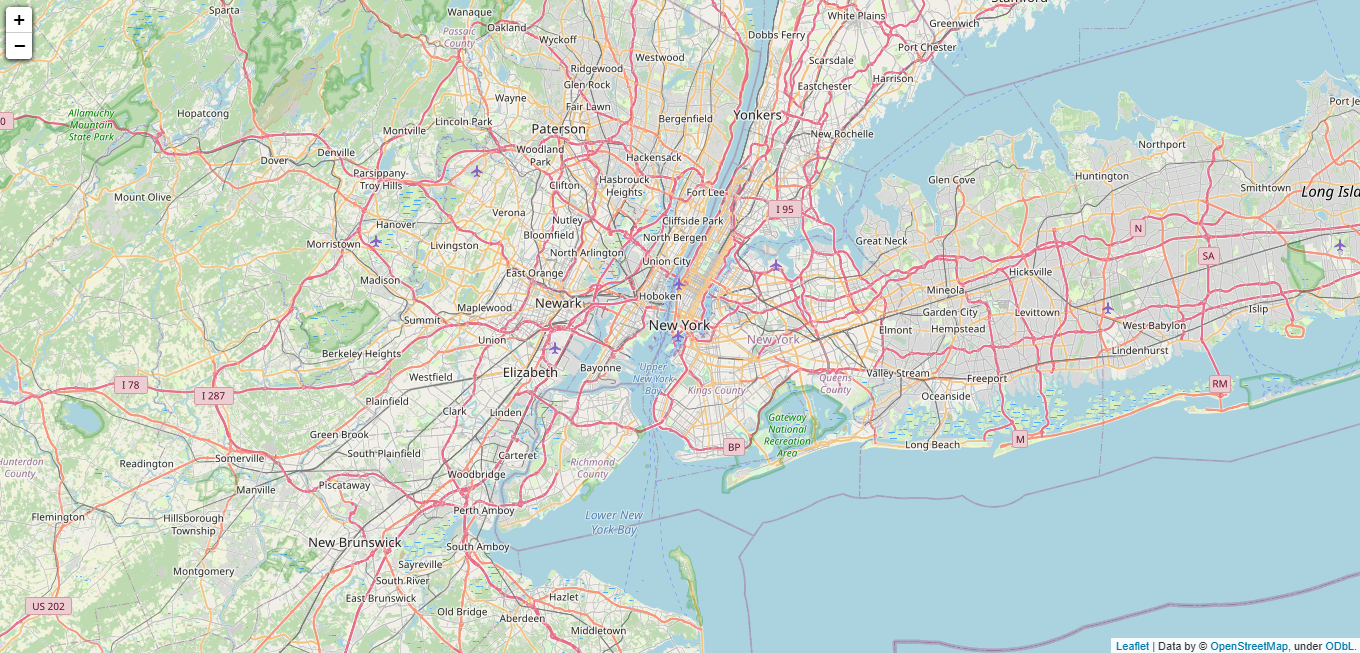 +
−
Sparta
Wanaque
Oakland
Passaic
County
Wyckoff
Ridgewood
Glen Rock
Westwood
Dobbs Ferry
White Plains
Greenwich
Port Chester
Scarsdale
Harrison
Eastchester
Wayne
Fair Lawn
Bergenfield
Yonkers
New Rochelle
Hopatcong
Allamuchy
Mountain
State Park
Lincoln Park
Montville
Paterson
Woodland
Park
Hackensack
Dover
Denville
Parsippany-
Troy Hills
Clifton
Hasbrouck
Heights
Fort Lee
I 95
Glen Cove
Northport
Huntington
Smithtown
Mount Olive
Verona
Nutley
Cliffside Park
Hanover
Bloomfield
North Bergen
Great Neck
N
SA
Morristown
Livingston
North Arlington
Union City
East Orange
Hicksville
Madison
Newark
Hoboken
Mineola
Garden City
Levittown
Islip
Maplewood
Summit
New York
Elmont
Hempstead
West Babylon
Union
New York
Lindenhurst
Berkeley Heights
Elizabeth
Bayonne
Upper
New York
Bay
Kings County
Queens
County
Valley Stream
Freeport
Westfield
I 78
I 287
RM
Oceanside
Plainfield
Clark
Linden
Gateway
National
Recreation
Area
Green Brook
BP
Long Beach
M
South Plainfield
Carteret
Richmond
County
Readington
Somerville
Woodbridge
Manville
Piscataway
Perth Amboy
Flemington
Hillsborough
Township
Lower New
York Bay
New Brunswick
South Amboy
Montgomery
Sayreville
South River
East Brunswick
Hazlet
US 202
Old Bridge
Aberdeen
Middletown
Leaflet | Data by © OpenStreetMap, under ODbL.